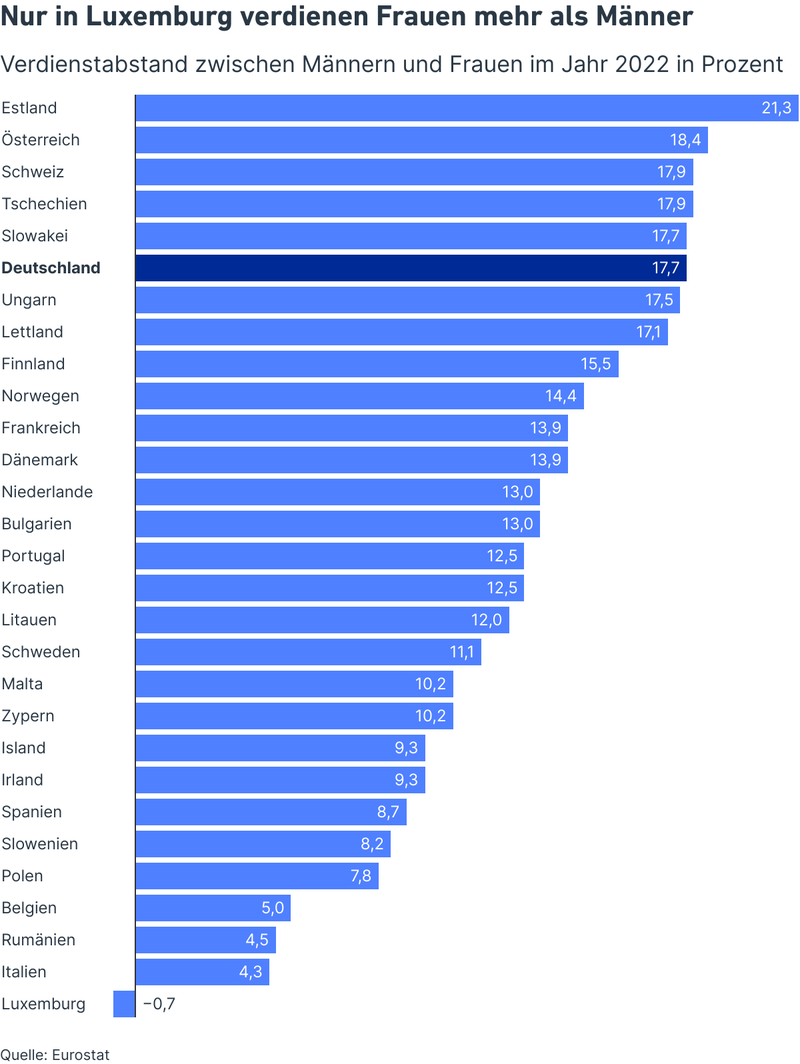 Nur in Luxemburg verdienen Frauen mehr als Männer
Verdienstabstand zwischen Männern und Frauen im Jahr 2022 in Prozent
Estland 21,3
Österreich 18,4
Schweiz 17,9
Tschechien 17,9
Slowakei 17,7
Deutschland 17,7
Ungarn 17,5
Lettland 17,1
Finnland 15,5
Norwegen 14,4
Frankreich 13,9
Dänemark 13,9
Niederlande 13,0
Bulgarien 13,0
Portugal 12,5
Kroatien 12,5
Litauen 12,0
Schweden 11,1
Malta 10,2
Zypern 10,2
Island 9,3
Irland 9,3
Spanien 8,7
Slowenien 8,2
Polen 7,8
Belgien 5,0
Rumänien 4,5
Italien 4,3
Luxemburg −0,7
Quelle: Eurostat